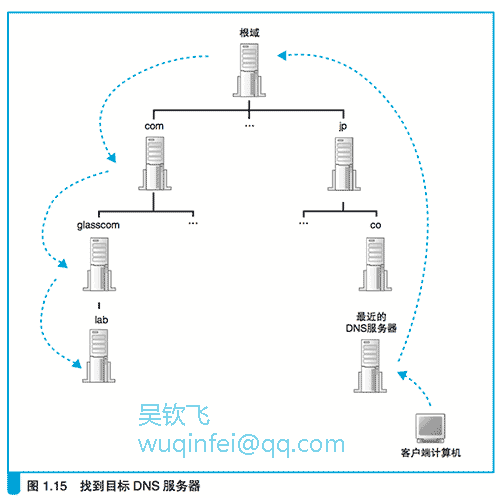 根域
com
…
jp
glasscom
…
…
co
lab
最近的
DNS服务器
吴钦飞
wuqinfei@qq.com
客户端计算机
图 1.15 找到目标 DNS 服务器